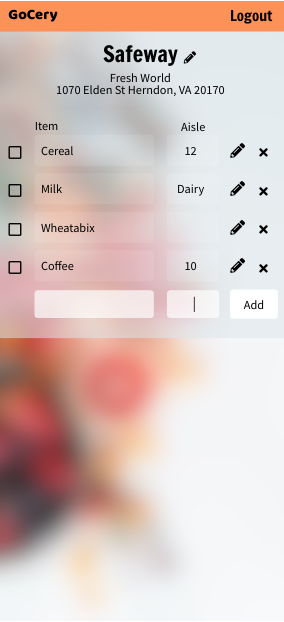 GoCery Logout
Safeway
Fresh World
1070 Elden St Herndon, VA 20170
Item Aisle
Cereal 12
Milk Dairy
Wheatabix
Coffee 10
Add